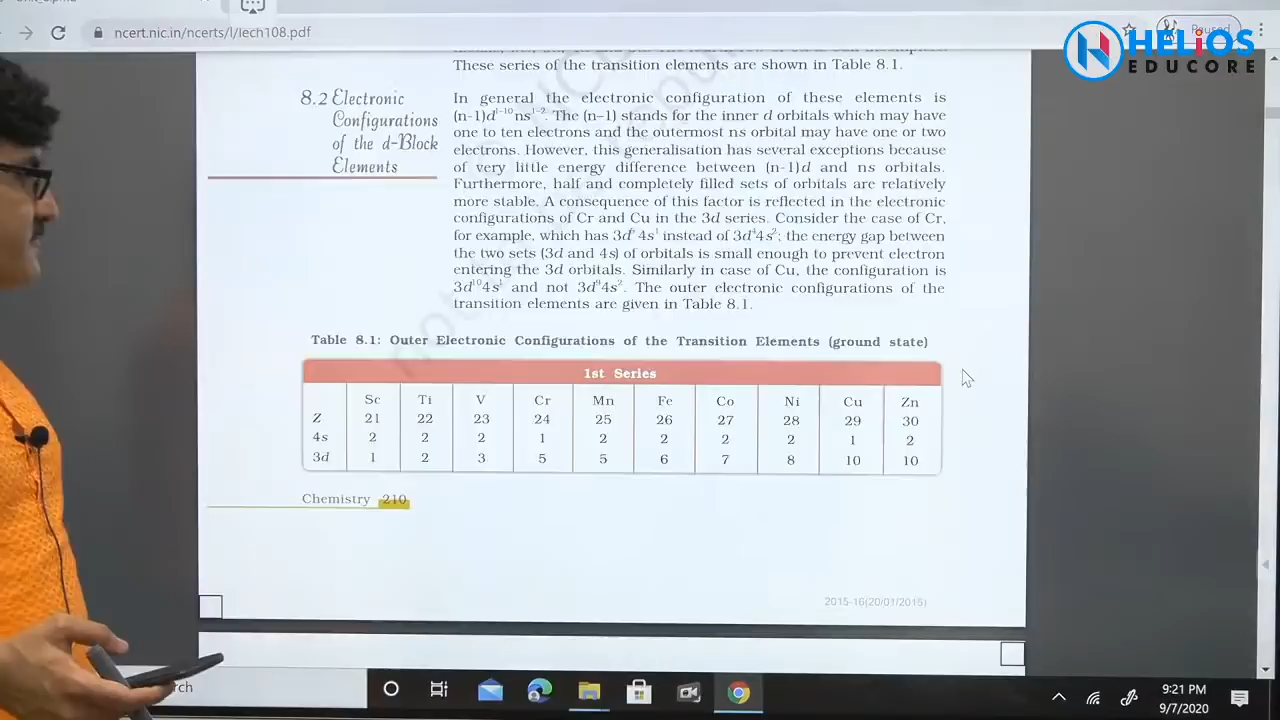 ncert.nic.in/ncerts/l/lech108.pdf
Paused
HELiOS
EDUCORE
These series of the transition elements are shown in Table 8.1.
8.2 Electronic
Configurations
of the d-Block
Elements
In general the electronic configuration of these elements is
(n-1)d¹⁻¹⁰ ns¹⁻². The (n–1) stands for the inner d orbitals which may have
one to ten electrons and the outermost ns orbital may have one or two
electrons. However, this generalisation has several exceptions because
of very little energy difference between (n-1)d and ns orbitals.
Furthermore, half and completely filled sets of orbitals are relatively
more stable. A consequence of this factor is reflected in the electronic
configurations of Cr and Cu in the 3d series. Consider the case of Cr,
for example, which has 3d⁵ 4s¹ instead of 3d⁴4s²; the energy gap between
the two sets (3d and 4s) of orbitals is small enough to prevent electron
entering the 3d orbitals. Similarly in case of Cu, the configuration is
3d¹⁰4s¹ and not 3d⁹4s². The outer electronic configurations of the
transition elements are given in Table 8.1.
Table 8.1: Outer Electronic Configurations of the Transition Elements (ground state)
1st Series
Sc Ti V Cr Mn Fe Co Ni Cu Zn
Z 21 22 23 24 25 26 27 28 29 30
4s 2 2 2 1 2 2 2 2 1 2
3d 1 2 3 5 5 6 7 8 10 10
Chemistry 210
2015-16(20/01/2015)
9:21 PM
9/7/2020